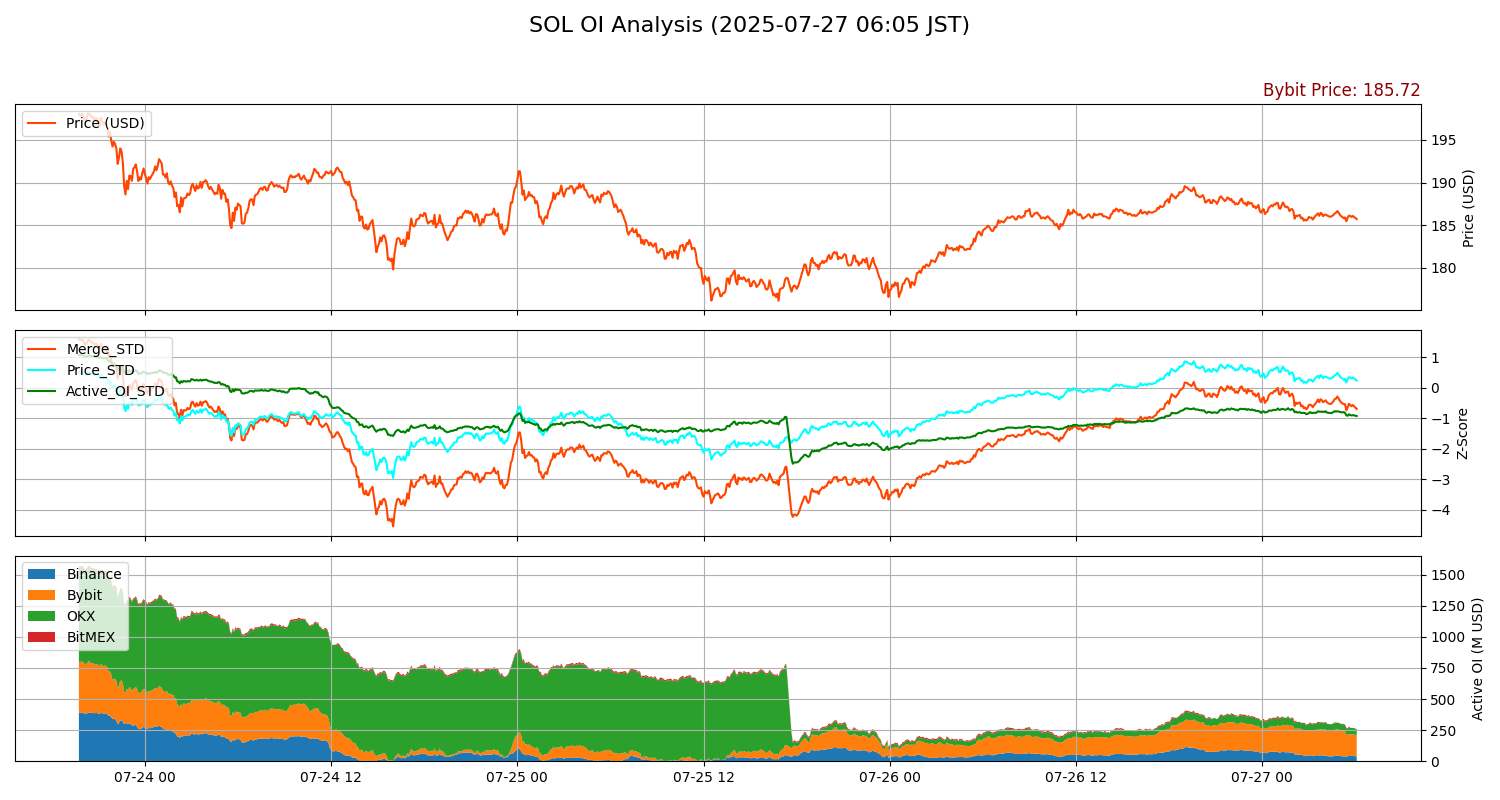 SOL OI Analysis (2025-07-27 06:05 JST)
Bybit Price: 185.72
Price (USD)
195
190
185
180
Price (USD)
Merge_STD
Price_STD
Active_OI_STD
1
0
−1
−2
−3
−4
Z-Score
Binance
Bybit
OKX
BitMEX
1500
1250
1000
750
500
250
0
Active OI (M USD)
07-24 00
07-24 12
07-25 00
07-25 12
07-26 00
07-26 12
07-27 00